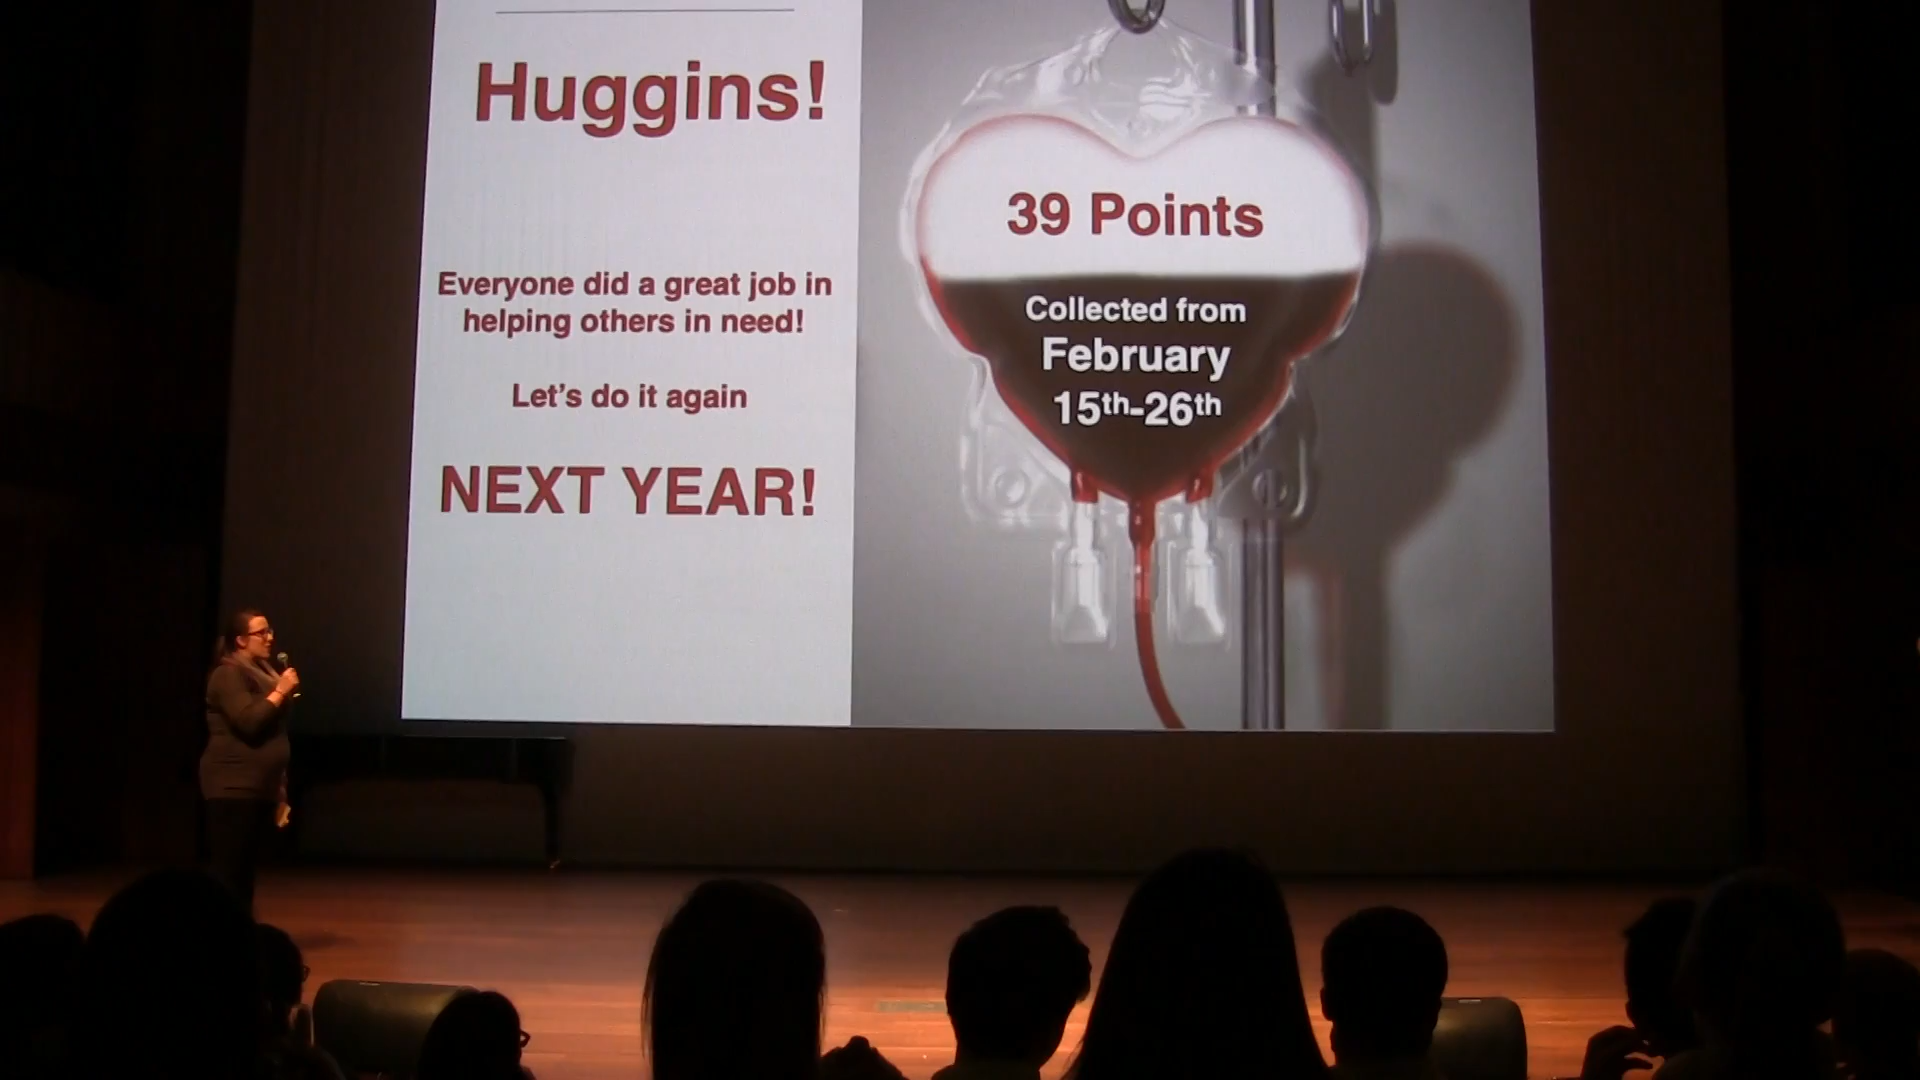 Huggins!
Everyone did a great job in
helping others in need!
Let's do it again
NEXT YEAR!
39 Points
Collected from
February
15th-26th